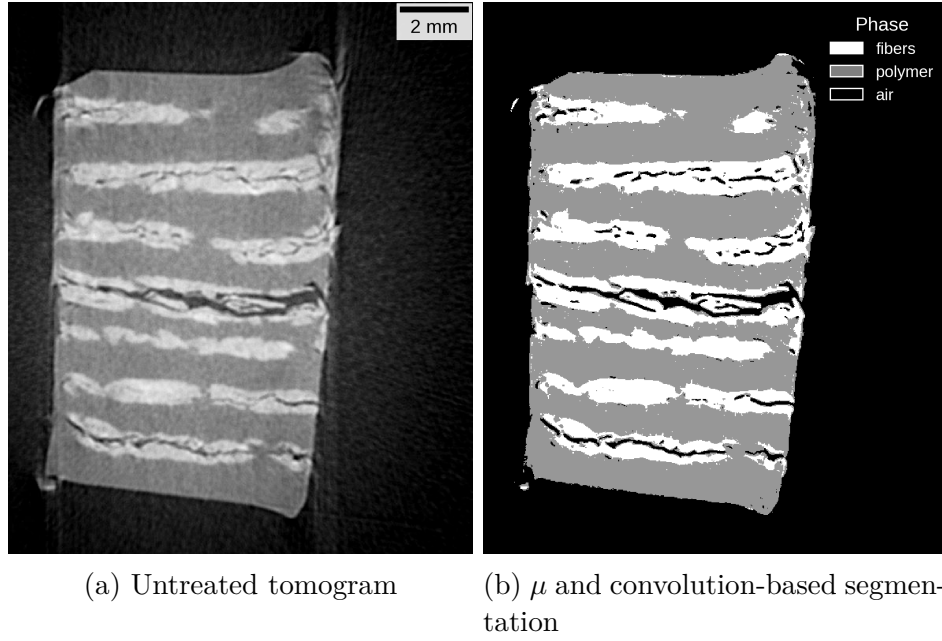 2 mm
Phase
fibers
polymer
air
(a) Untreated tomogram
(b) μ and convolution-based segmen-
tation